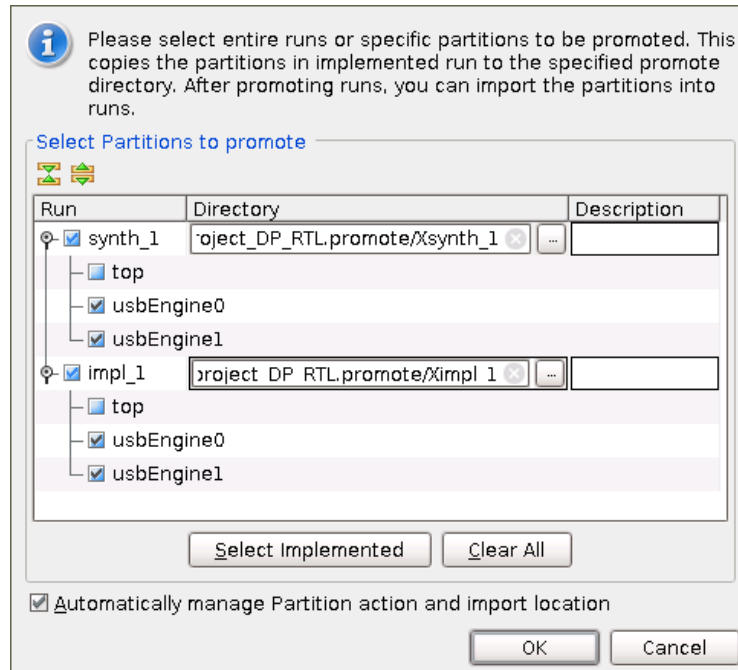 Please select entire runs or specific partitions to be promoted. This
copies the partitions in implemented run to the specified promote
directory. After promoting runs, you can import the partitions into
runs.
Select Partitions to promote
Run Directory Description
synth_1 roject_DP_RTL.promote/Xsynth_1 ...
top
usbEngine0
usbEngine1
impl_1 project_DP_RTL.promote/Ximpl_1 ...
top
usbEngine0
usbEngine1
Select Implemented Clear All
Automatically manage Partition action and import location
OK Cancel